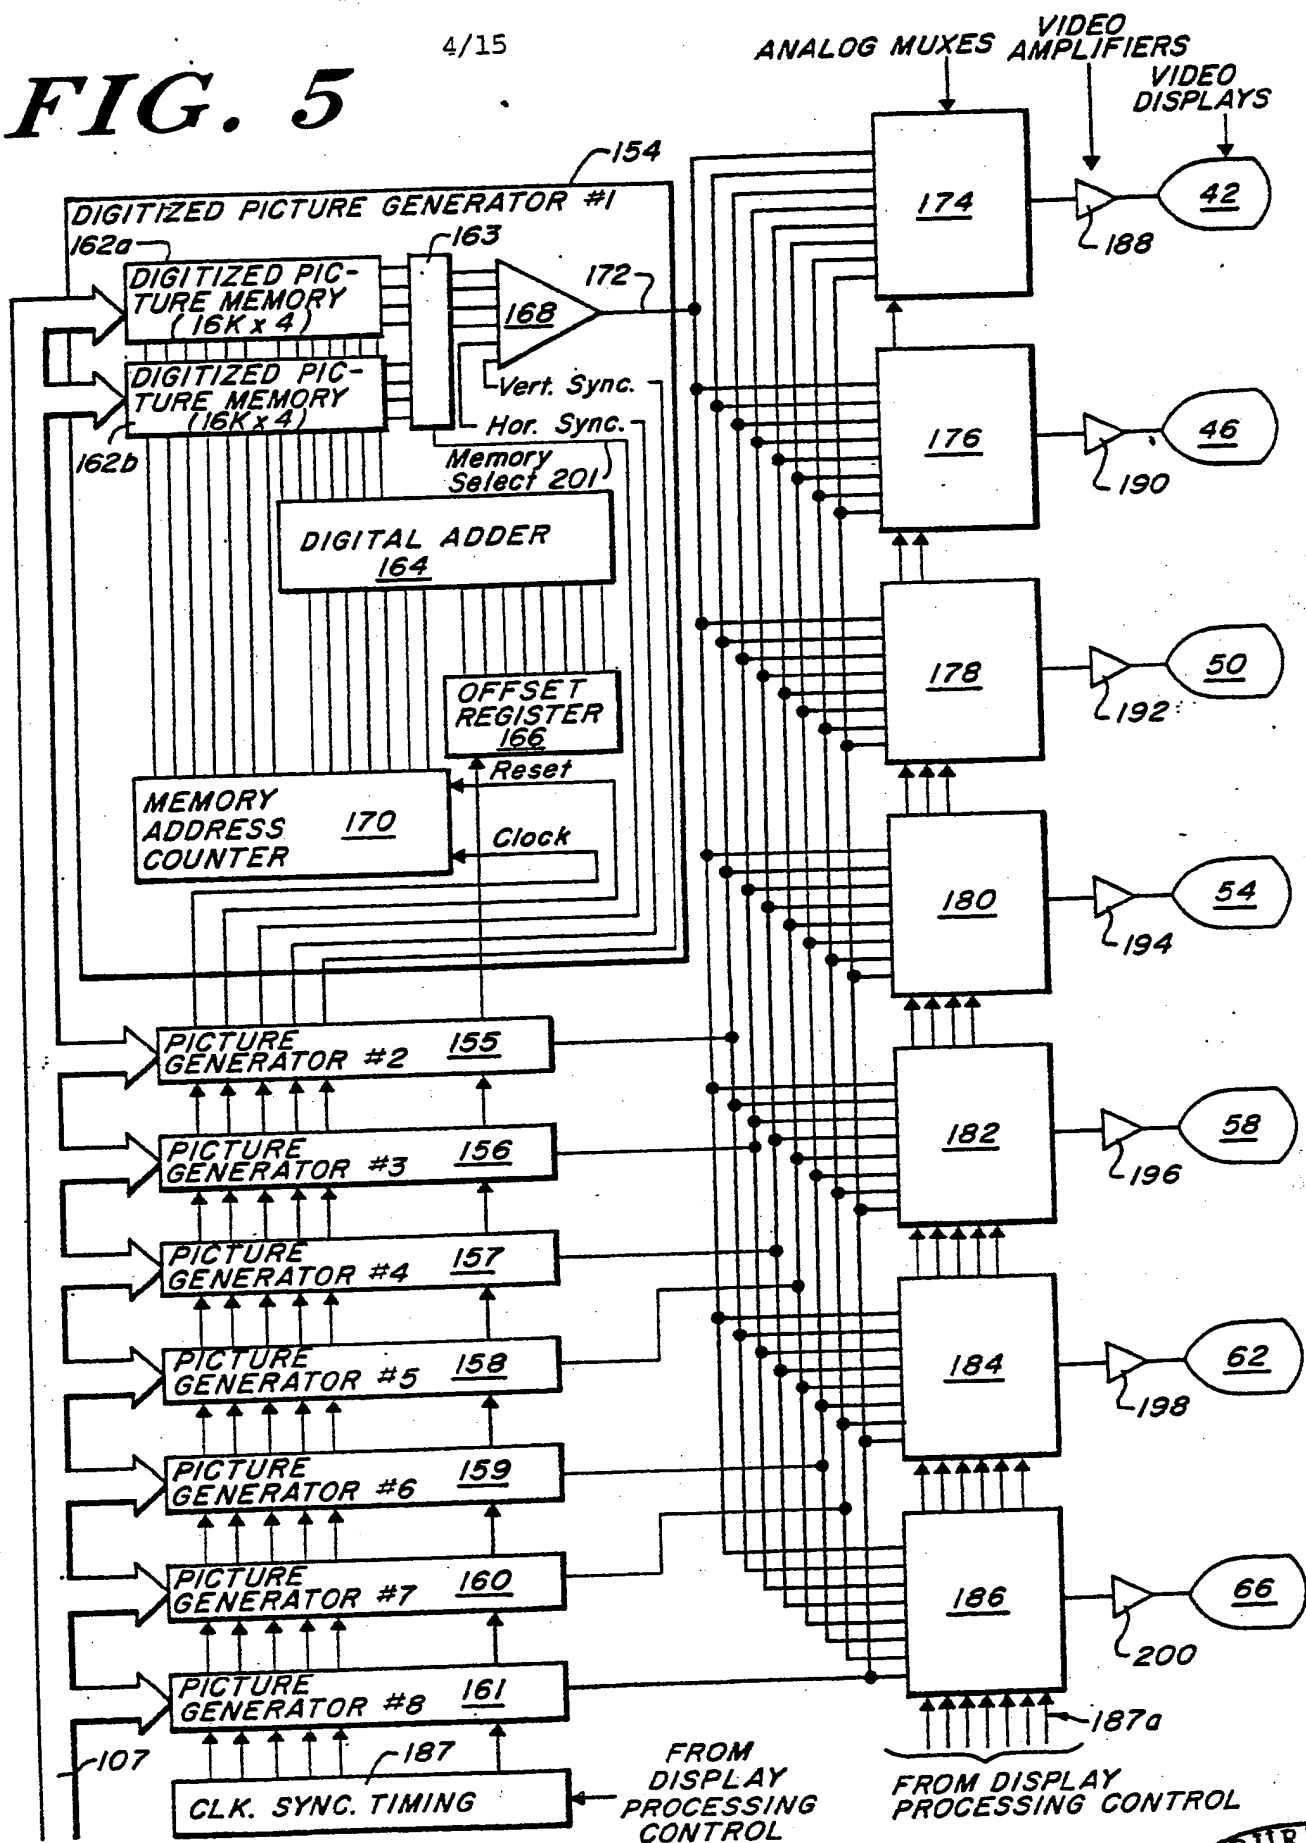 4/15
FIG. 5
ANALOG MUXES
VIDEO
AMPLIFIERS
VIDEO
DISPLAYS
154
DIGITIZED PICTURE GENERATOR #1
162a
163
DIGITIZED PIC-
TURE MEMORY
(16K x 4)
168
172
DIGITIZED PIC-
TURE MEMORY
(16K x 4)
162b
Vert. Sync.
Hor. Sync.
Memory
Select 201
DIGITAL ADDER
164
OFFSET
REGISTER
166
Reset
MEMORY
ADDRESS
COUNTER
170
Clock
PICTURE
GENERATOR #2
155
PICTURE
GENERATOR #3
156
PICTURE
GENERATOR #4
157
PICTURE
GENERATOR #5
158
PICTURE
GENERATOR #6
159
PICTURE
GENERATOR #7
160
PICTURE
GENERATOR #8
161
107
187
CLK. SYNC. TIMING
FROM
DISPLAY
PROCESSING
CONTROL
174
188
42
176
190
46
178
192
50
180
194
54
182
196
58
184
198
62
186
200
66
187a
FROM DISPLAY
PROCESSING CONTROL